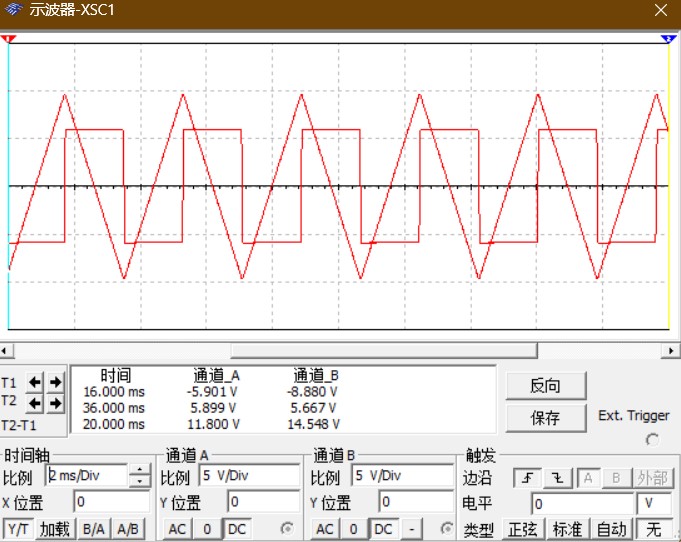 示波器-XSC1
1
2
时间 通道_A 通道_B
T1 16.000 ms -5.901 V -8.880 V
T2 36.000 ms 5.899 V 5.667 V
T2-T1 20.000 ms 11.800 V 14.548 V
反向
保存
Ext. Trigger
时间轴 通道 A 通道 B 触发
比例 2 ms/Div 比例 5 V/Div 比例 5 V/Div 边沿 A B 外部
X 位置 0 Y 位置 0 Y 位置 0 电平 0 V
Y/T 加载 B/A A/B AC 0 DC AC 0 DC - 类型 正弦 标准 自动 无